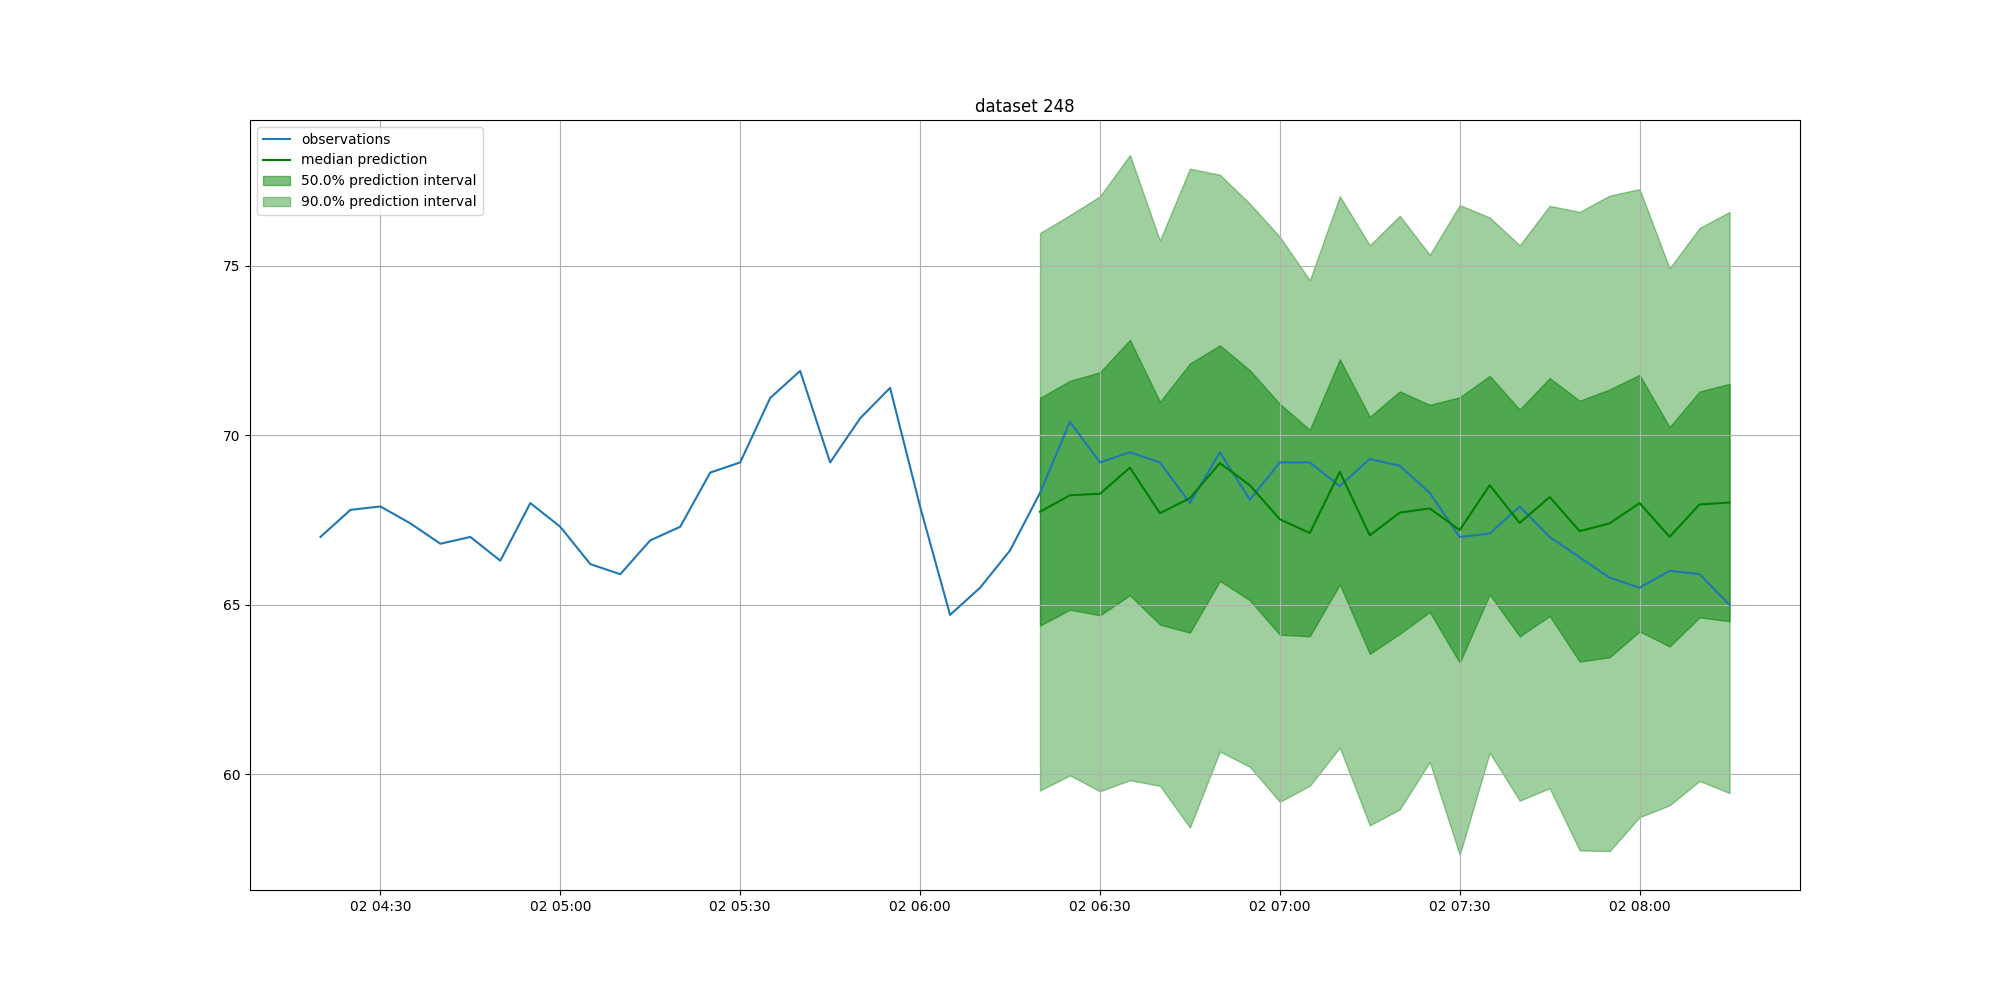 dataset 248
observations
median prediction
50.0% prediction interval
90.0% prediction interval
75
70
65
60
02 04:30
02 05:00
02 05:30
02 06:00
02 06:30
02 07:00
02 07:30
02 08:00